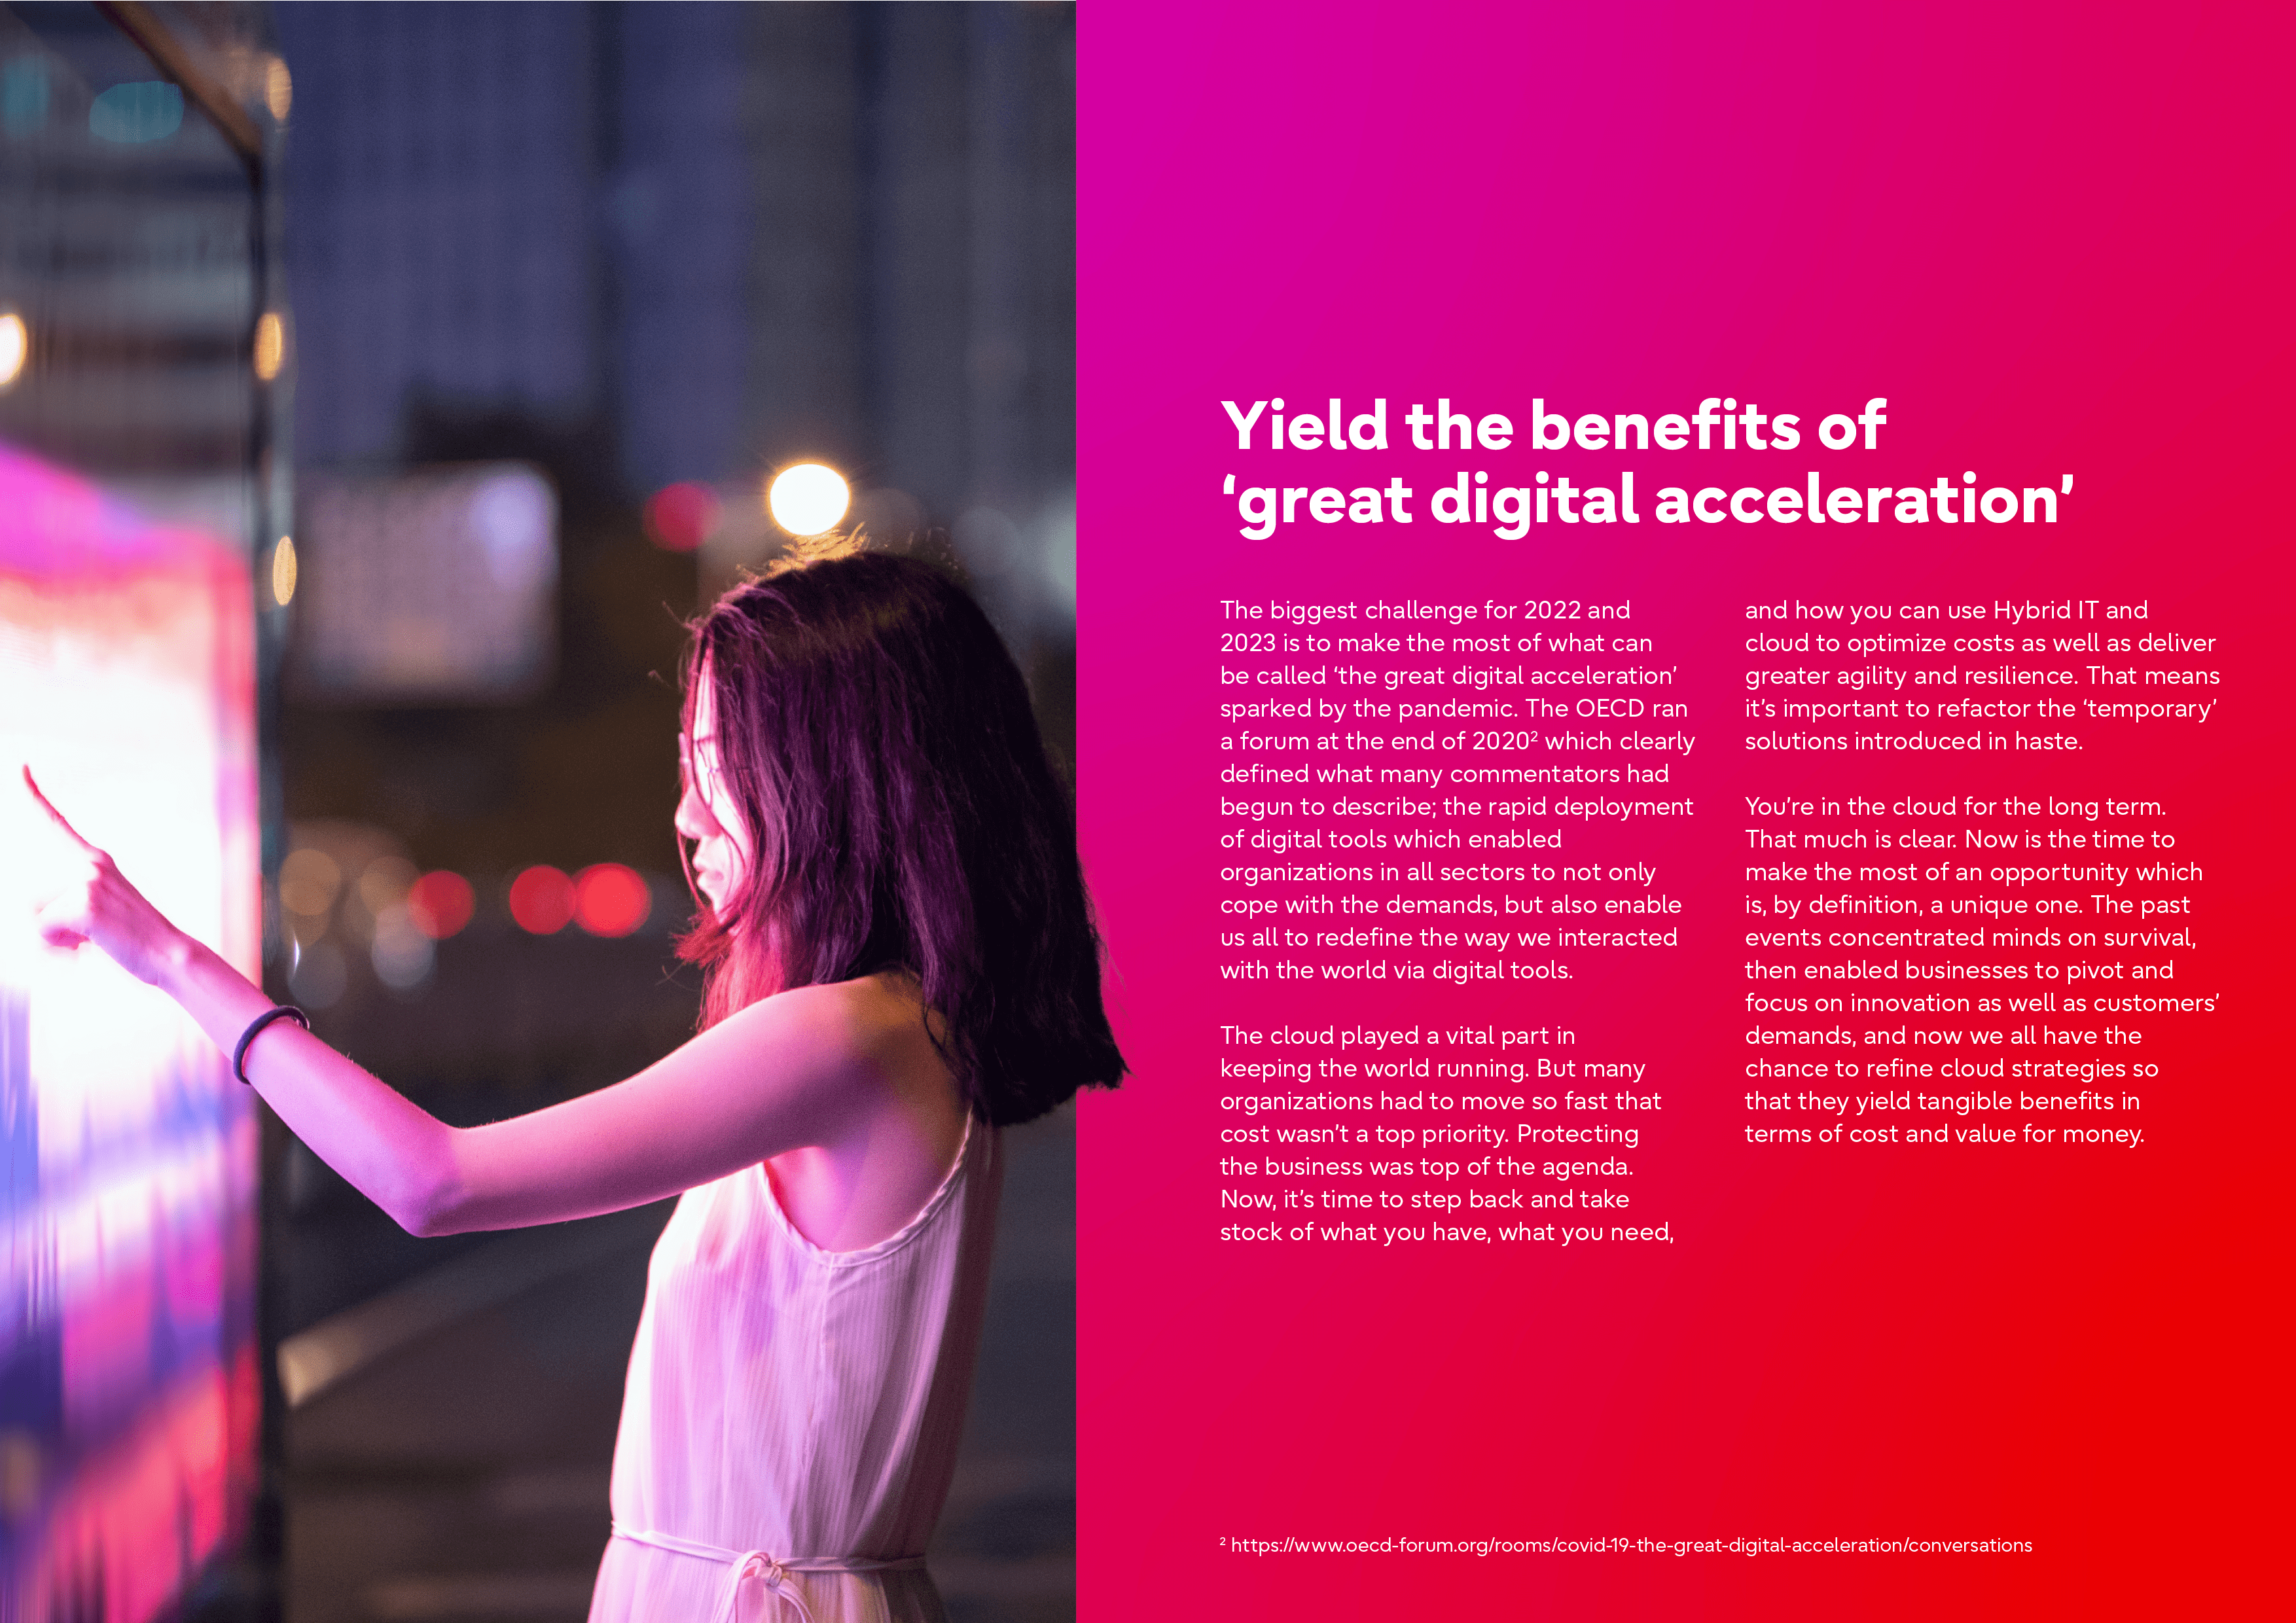 Yield the benefits of
‘great digital acceleration’
The biggest challenge for 2022 and
2023 is to make the most of what can
be called ‘the great digital acceleration’
sparked by the pandemic. The OECD ran
a forum at the end of 2020² which clearly
defined what many commentators had
begun to describe; the rapid deployment
of digital tools which enabled
organizations in all sectors to not only
cope with the demands, but also enable
us all to redefine the way we interacted
with the world via digital tools.
The cloud played a vital part in
keeping the world running. But many
organizations had to move so fast that
cost wasn’t a top priority. Protecting
the business was top of the agenda.
Now, it’s time to step back and take
stock of what you have, what you need,
and how you can use Hybrid IT and
cloud to optimize costs as well as deliver
greater agility and resilience. That means
it’s important to refactor the ‘temporary’
solutions introduced in haste.
You’re in the cloud for the long term.
That much is clear. Now is the time to
make the most of an opportunity which
is, by definition, a unique one. The past
events concentrated minds on survival,
then enabled businesses to pivot and
focus on innovation as well as customers’
demands, and now we all have the
chance to refine cloud strategies so
that they yield tangible benefits in
terms of cost and value for money.
² https://www.oecd-forum.org/rooms/covid-19-the-great-digital-acceleration/conversations